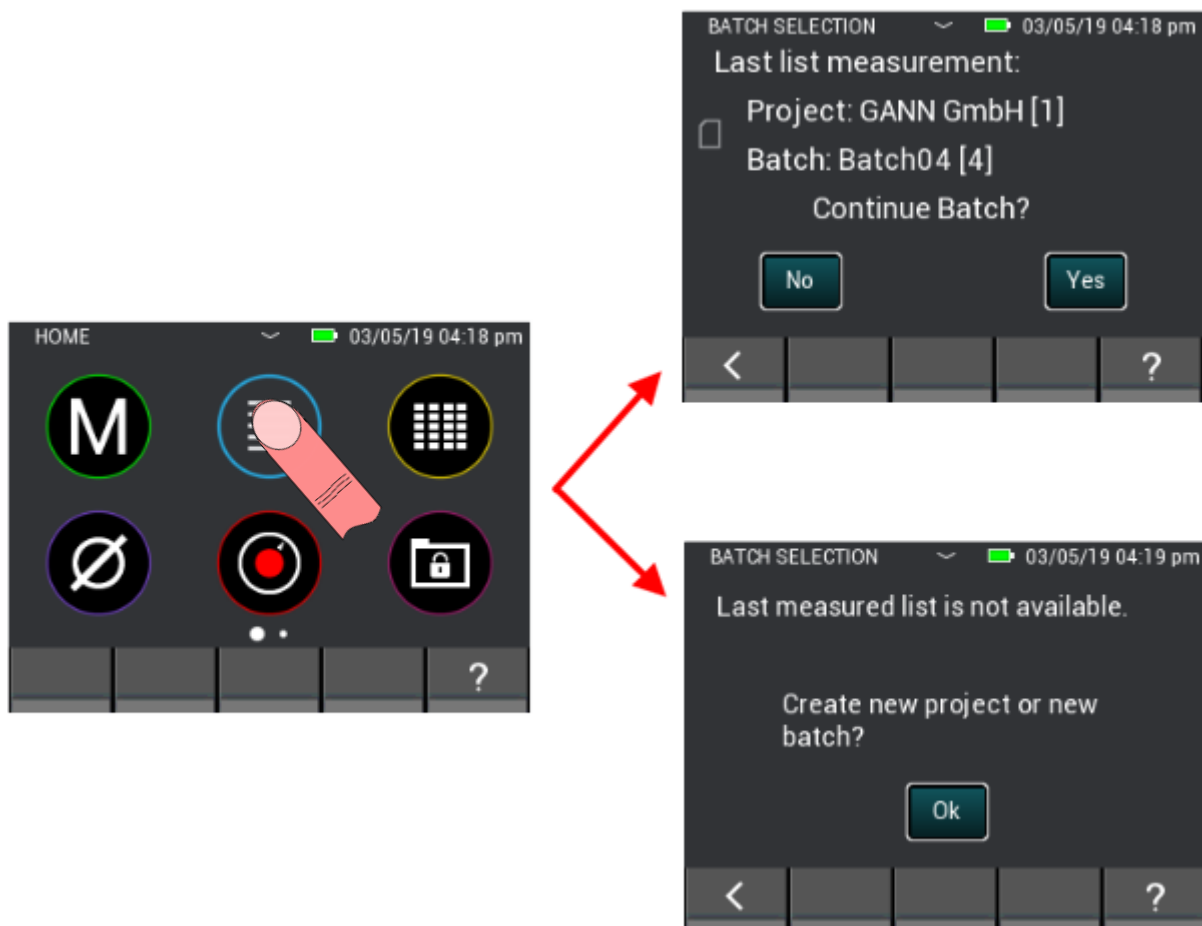 HOME 03/05/19 04:18 pm
M
?
BATCH SELECTION 03/05/19 04:18 pm
Last list measurement:
Project: GANN GmbH [1]
Batch: Batch04 [4]
Continue Batch?
No Yes
< ?
BATCH SELECTION 03/05/19 04:19 pm
Last measured list is not available.
Create new project or new
batch?
Ok
< ?